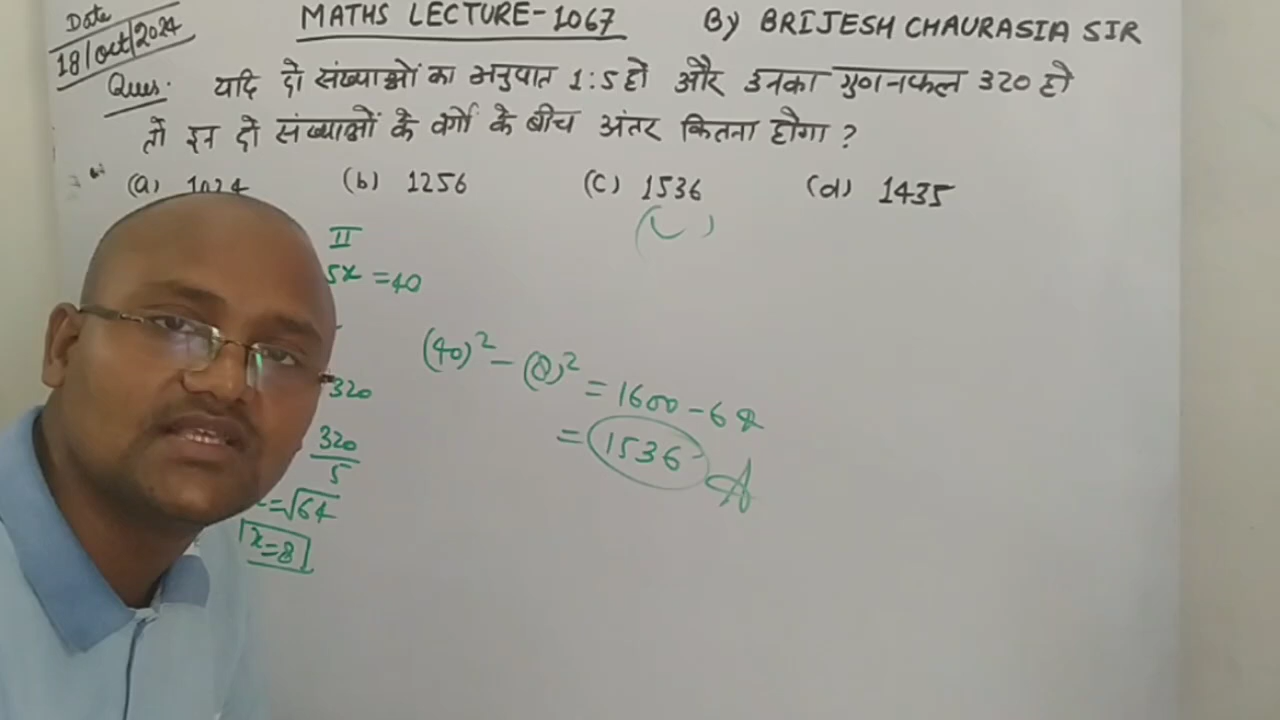 Date
18/oct/2024
MATHS LECTURE-1067
By BRIJESH CHAURASIA SIR
Ques. यदि दो संख्याओं का अनुपात 1:5 हो और उनका गुणनफल 320 हो
तो इन दो संख्याओं के वर्गो के बीच अंतर कितना होगा ?
(a) 1024 (b) 1256 (C) 1536 (d) 1435
(C)
II
5x = 40
320
320
5
= √64
x = 8
(40)² - (8)² = 1600 - 64
= 1536 A